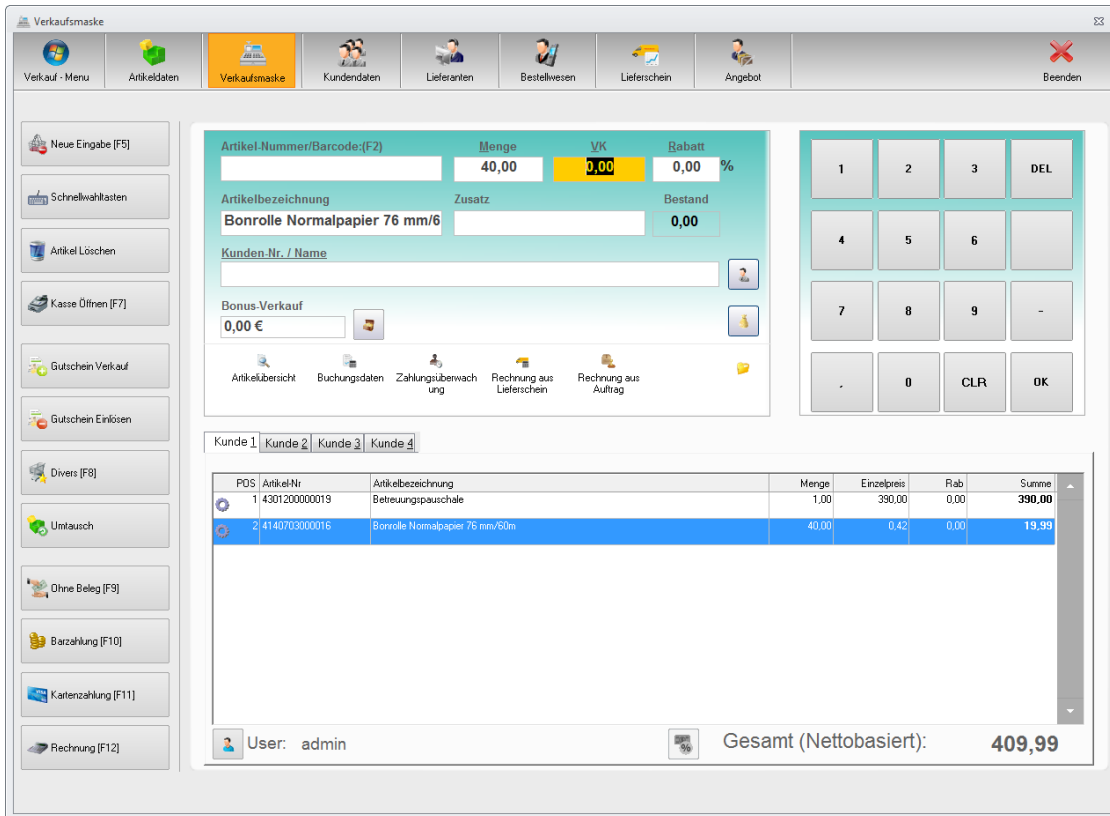 Verkaufsmaske
Verkauf - Menu
Artikeldaten
Verkaufsmaske
Kundendaten
Lieferanten
Bestellwesen
Lieferschein
Angebot
Beenden
Neue Eingabe [F5]
Schnellwahltasten
Artikel Löschen
Kasse Öffnen [F7]
Gutschein Verkauf
Gutschein Einlösen
Divers [F8]
Umtausch
Ohne Beleg [F9]
Barzahlung [F10]
Kartenzahlung [F11]
Rechnung [F12]
Artikel-Nummer/Barcode:(F2) Menge VK Rabatt
40,00 0,00 0,00 %
Artikelbezeichnung Zusatz Bestand
Bonrolle Normalpapier 76 mm/6 0,00
Kunden-Nr. / Name
Bonus-Verkauf
0,00 €
Artikelübersicht
Buchungsdaten
Zahlungsüberwach
ung
Rechnung aus
Lieferschein
Rechnung aus
Auftrag
1 2 3 DEL
4 5 6
7 8 9 -
, 0 CLR OK
Kunde 1 Kunde 2 Kunde 3 Kunde 4
POS Artikel-Nr Artikelbezeichnung Menge Einzelpreis Rab Summe
1 4301200000019 Betreuungspauschale 1,00 390,00 0,00 390,00
2 4140703000016 Bonrolle Normalpapier 76 mm/60m 40,00 0,42 0,00 19,99
User: admin % Gesamt (Nettobasiert): 409,99